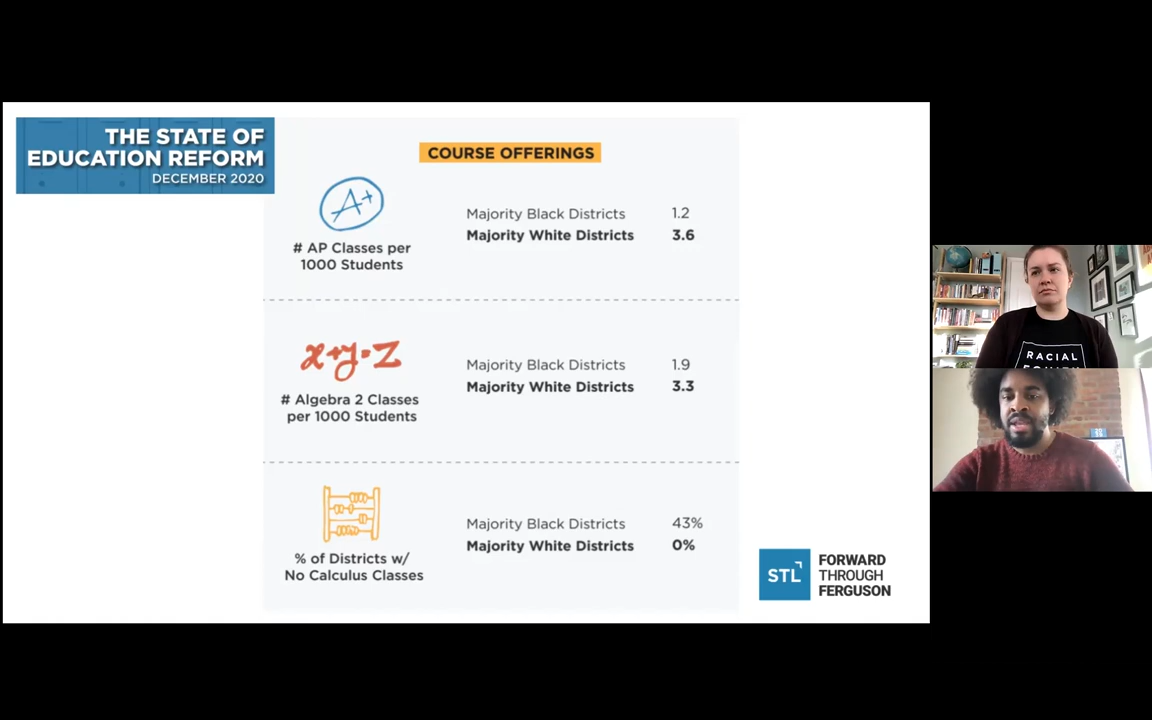 THE STATE OF
EDUCATION REFORM
DECEMBER 2020
COURSE OFFERINGS
A+
# AP Classes per
1000 Students
Majority Black Districts 1.2
Majority White Districts 3.6
x+y=z
# Algebra 2 Classes
per 1000 Students
Majority Black Districts 1.9
Majority White Districts 3.3
% of Districts w/
No Calculus Classes
Majority Black Districts 43%
Majority White Districts 0%
STL
FORWARD
THROUGH
FERGUSON
RACIAL